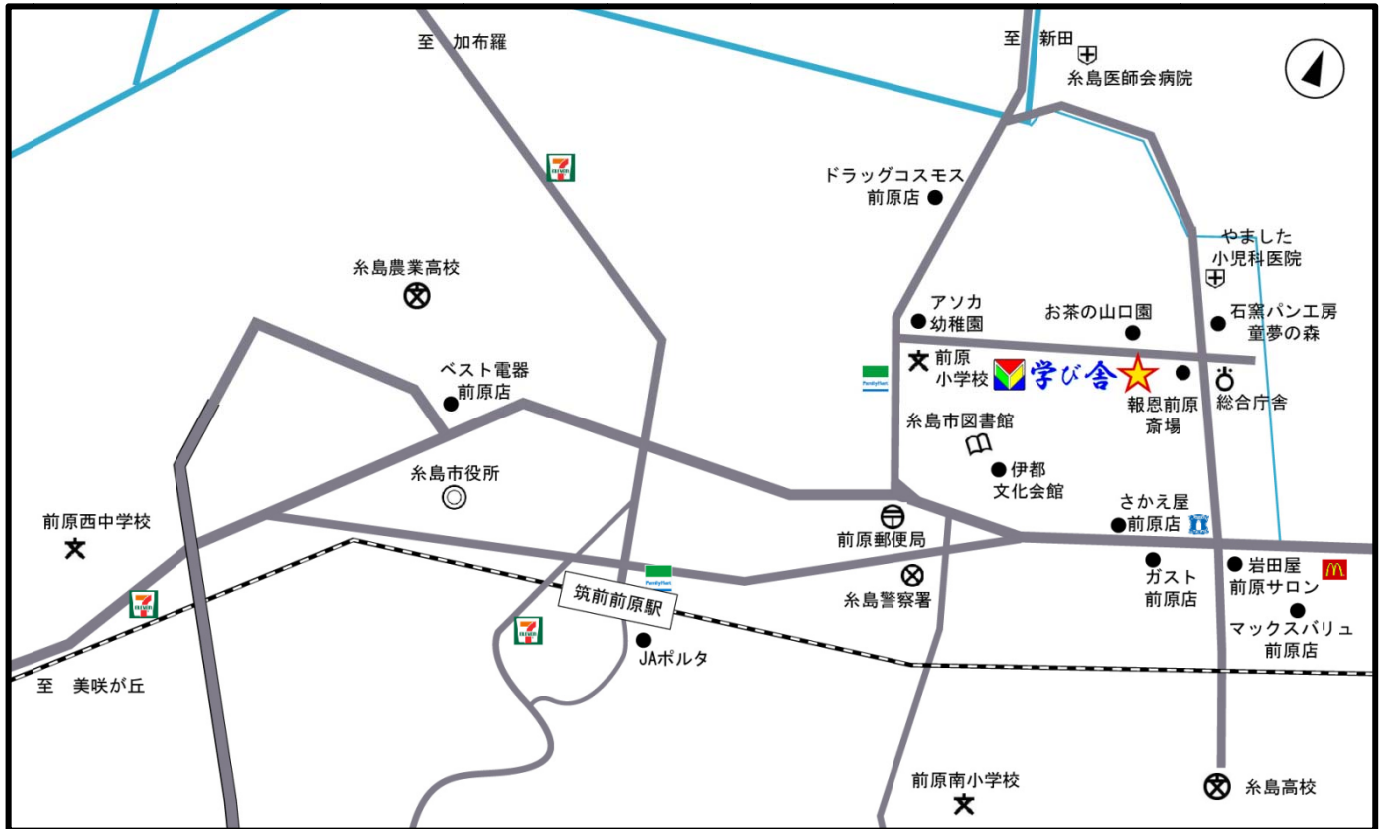 至 加布羅
至 新田
糸島医師会病院
ドラッグコスモス
前原店
やました
小児科医院
糸島農業高校
アソカ
幼稚園
お茶の山口園
石窯パン工房
童夢の森
前原
小学校
学び舎
ベスト電器
前原店
FamilyMart
報恩前原
斎場
総合庁舎
糸島市図書館
伊都
文化会館
糸島市役所
さかえ屋
前原店
前原西中学校
前原郵便局
岩田屋
前原サロン
ガスト
前原店
糸島警察署
FamilyMart
筑前前原駅
マックスバリュ
前原店
JAポルタ
至 美咲が丘
前原南小学校
糸島高校